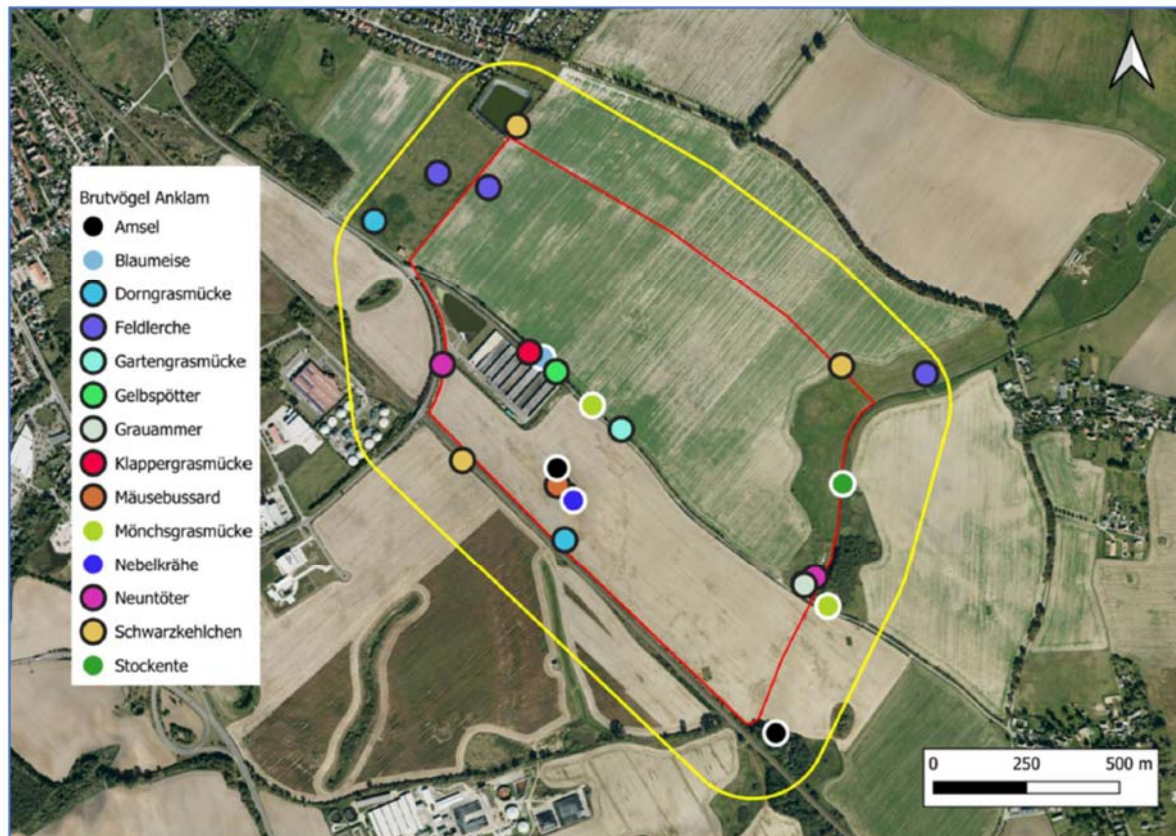 Brutvögel Anklam
Amsel
Blaumeise
Dorngrasmücke
Feldlerche
Gartengrasmücke
Gelbspötter
Grauammer
Klappergrasmücke
Mäusebussard
Mönchsgrasmücke
Nebelkrähe
Neuntöter
Schwarzkehlchen
Stockente
0 250 500 m